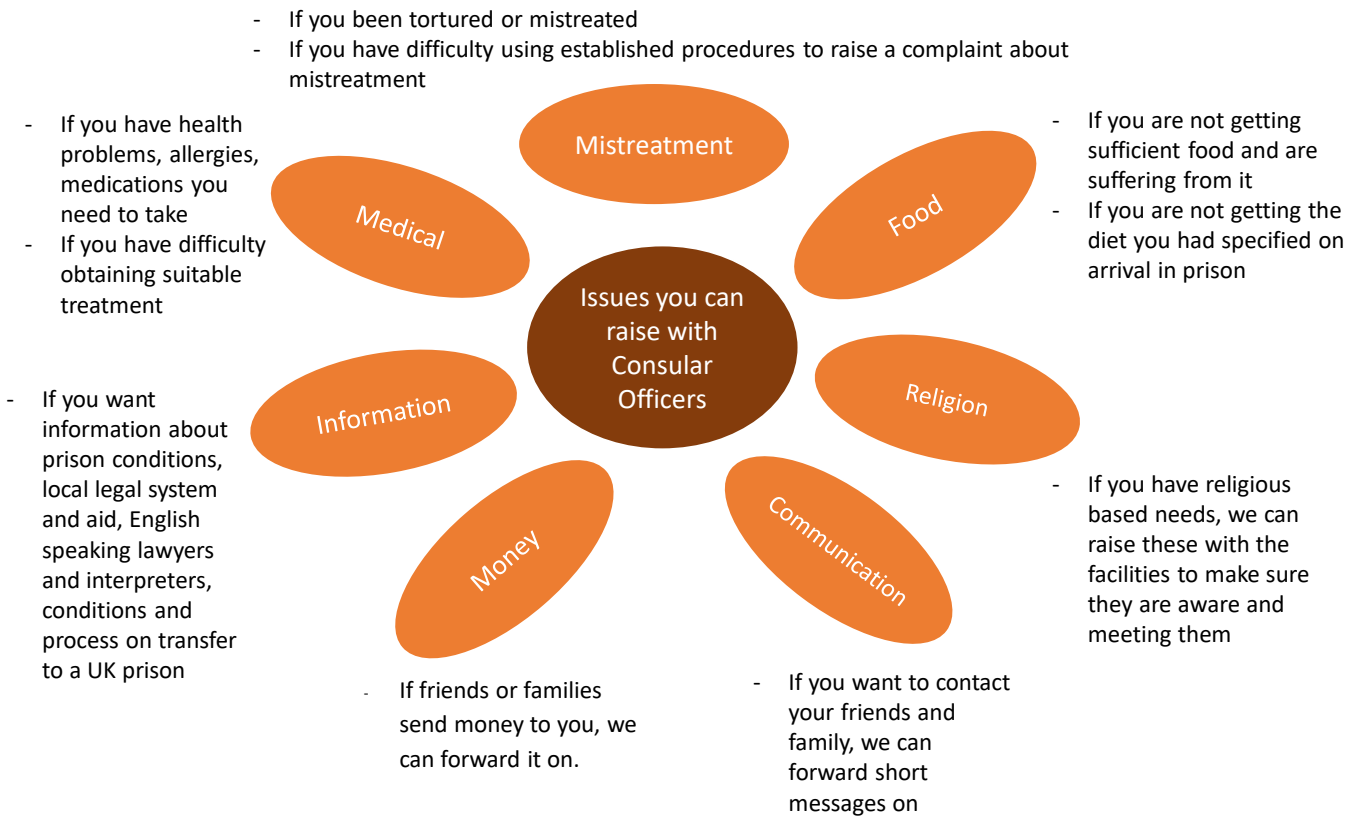 - If you been tortured or mistreated
- If you have difficulty using established procedures to raise a complaint about
mistreatment
Mistreatment
- If you have health
problems, allergies,
medications you
need to take
- If you have difficulty
obtaining suitable
treatment
Medical
Food
- If you are not getting
sufficient food and are
suffering from it
- If you are not getting the
diet you had specified on
arrival in prison
Issues you can
raise with
Consular
Officers
- If you want
information about
prison conditions,
local legal system
and aid, English
speaking lawyers
and interpreters,
conditions and
process on transfer
to a UK prison
Information
Religion
- If you have religious
based needs, we can
raise these with the
facilities to make sure
they are aware and
meeting them
Money
- If friends or families
send money to you, we
can forward it on.
Communication
- If you want to contact
your friends and
family, we can
forward short
messages on